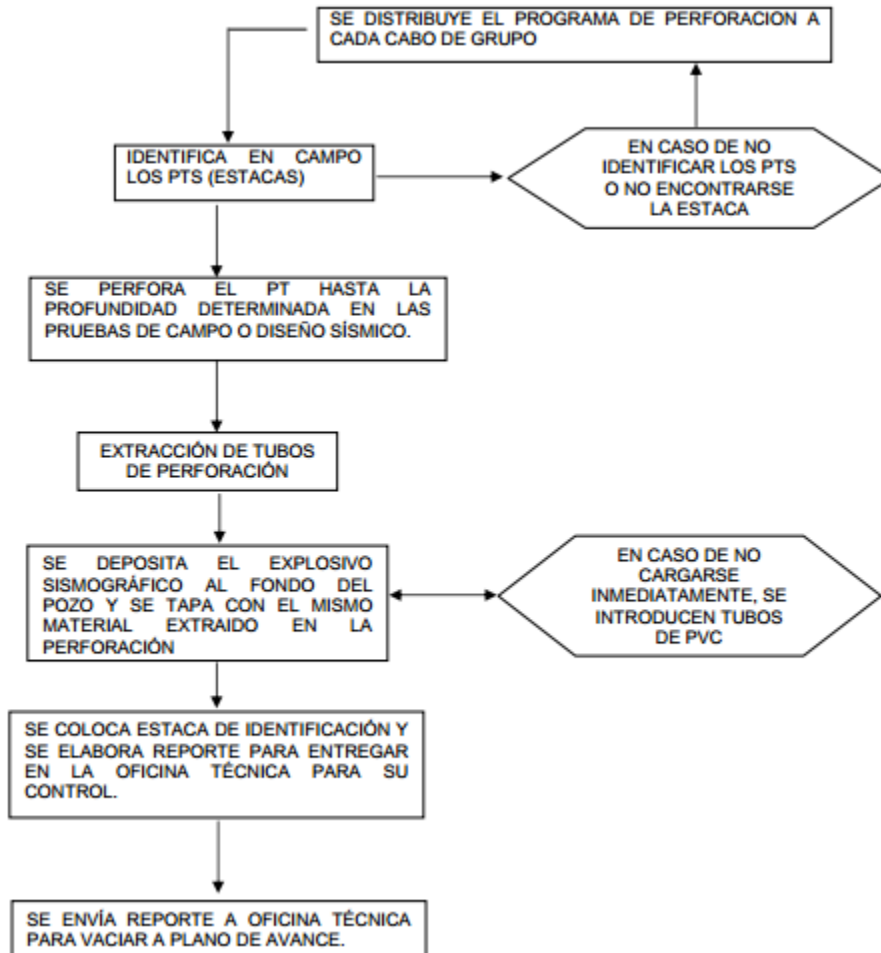 SE DISTRIBUYE EL PROGRAMA DE PERFORACION A
CADA CABO DE GRUPO
IDENTIFICA EN CAMPO
LOS PTS (ESTACAS)
EN CASO DE NO
IDENTIFICAR LOS PTS
O NO ENCONTRARSE
LA ESTACA
SE PERFORA EL PT HASTA LA
PROFUNDIDAD DETERMINADA EN LAS
PRUEBAS DE CAMPO O DISEÑO SÍSMICO.
EXTRACCIÓN DE TUBOS
DE PERFORACIÓN
SE DEPOSITA EL EXPLOSIVO
SISMOGRÁFICO AL FONDO DEL
POZO Y SE TAPA CON EL MISMO
MATERIAL EXTRAIDO EN LA
PERFORACIÓN
EN CASO DE NO
CARGARSE
INMEDIATAMENTE, SE
INTRODUCEN TUBOS
DE PVC
SE COLOCA ESTACA DE IDENTIFICACIÓN Y
SE ELABORA REPORTE PARA ENTREGAR
EN LA OFICINA TÉCNICA PARA SU
CONTROL.
SE ENVÍA REPORTE A OFICINA TÉCNICA
PARA VACIAR A PLANO DE AVANCE.